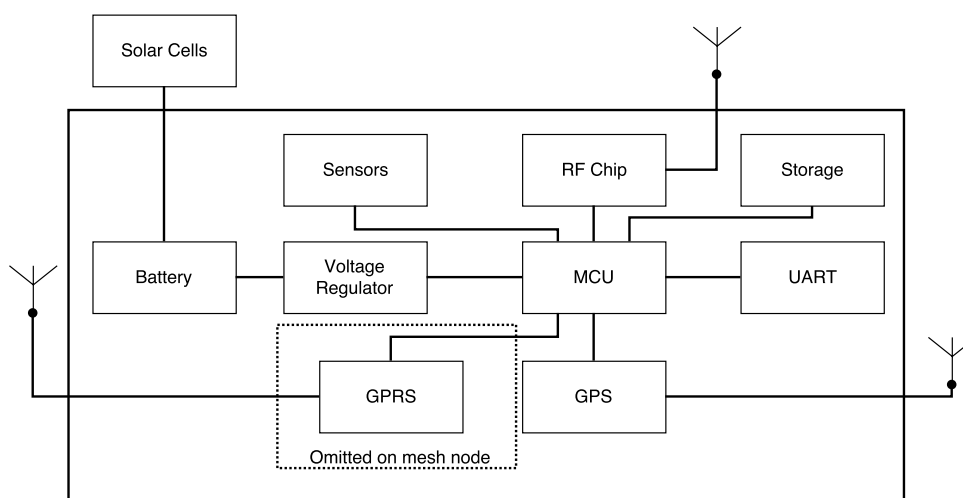 Solar Cells
Sensors
RF Chip
Storage
Battery
Voltage
Regulator
MCU
UART
GPRS
GPS
Omitted on mesh node